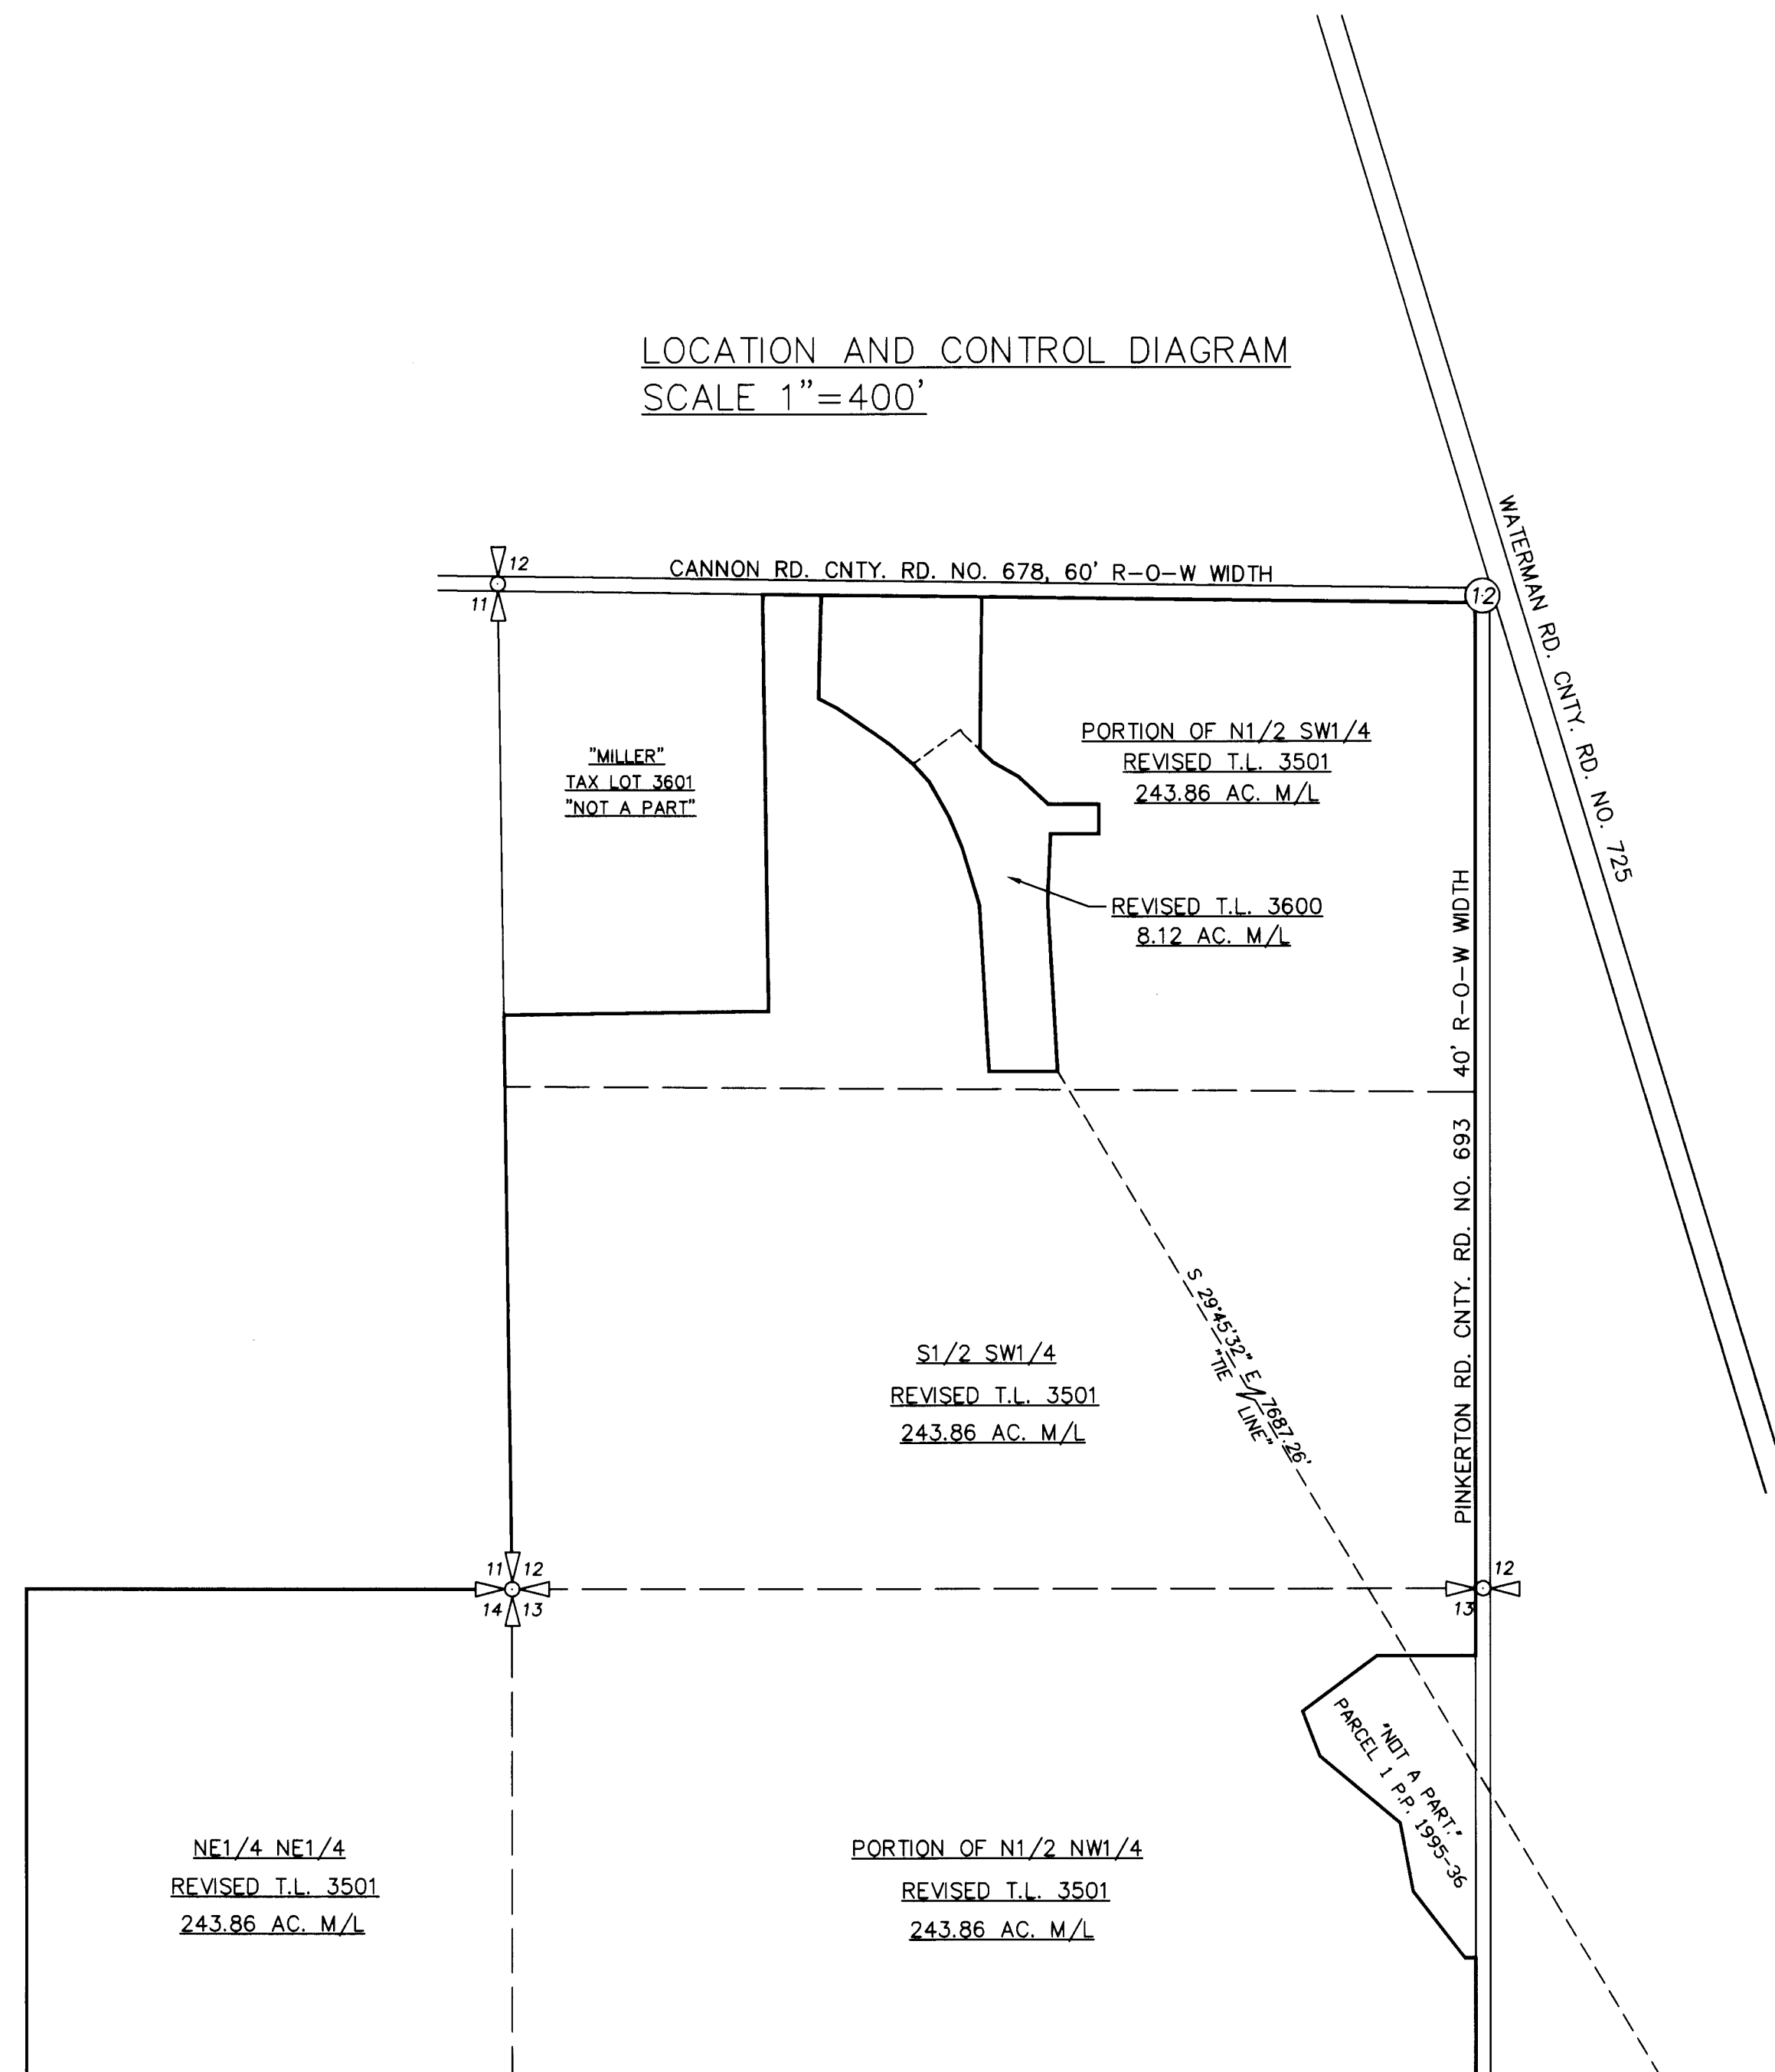 LOCATION AND CONTROL DIAGRAM
SCALE 1"=400'
WATERMAN RD. CNTY. RD. NO. 725
12
11
CANNON RD. CNTY. RD. NO. 678, 60' R-O-W WIDTH
12
"MILLER"
TAX LOT 3601
"NOT A PART"
PORTION OF N1/2 SW1/4
REVISED T.L. 3501
243.86 AC. M/L
REVISED T.L. 3600
8.12 AC. M/L
PINKERTON RD. CNTY. RD. NO. 693 40' R-O-W WIDTH
S 29°45'32" E 7687.26'
"TIE LINE"
S1/2 SW1/4
REVISED T.L. 3501
243.86 AC. M/L
11 12
14 13
12
13
"NOT A PART."
PARCEL 1 P.P. 1995-36
NE1/4 NE1/4
REVISED T.L. 3501
243.86 AC. M/L
PORTION OF N1/2 NW1/4
REVISED T.L. 3501
243.86 AC. M/L